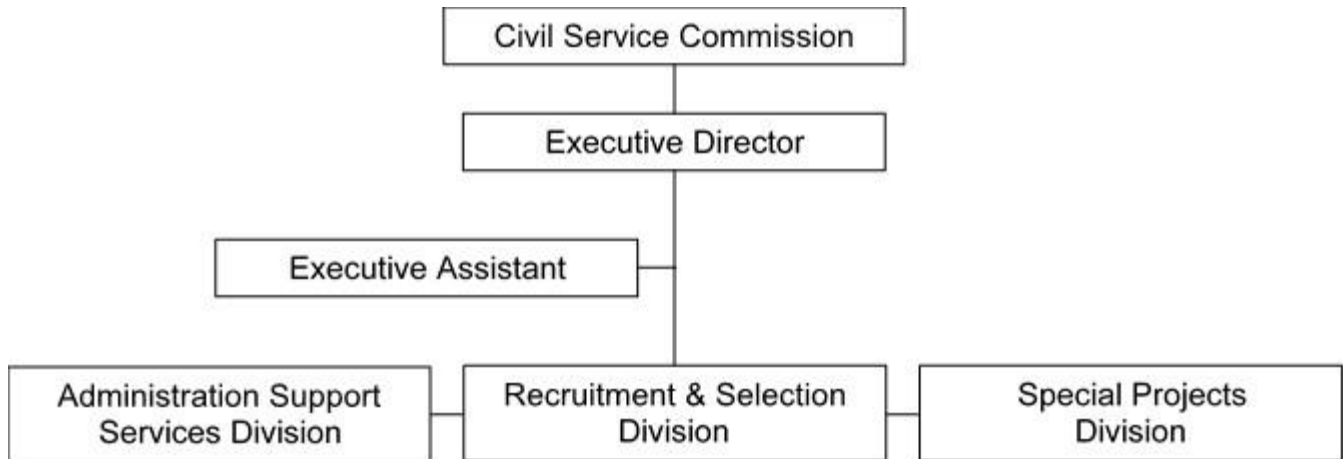 Civil Service Commission
Executive Director
Executive Assistant
Administration Support
Services Division
Recruitment & Selection
Division
Special Projects
Division